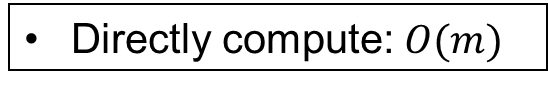 • Directly compute: 𝑂(𝑚)